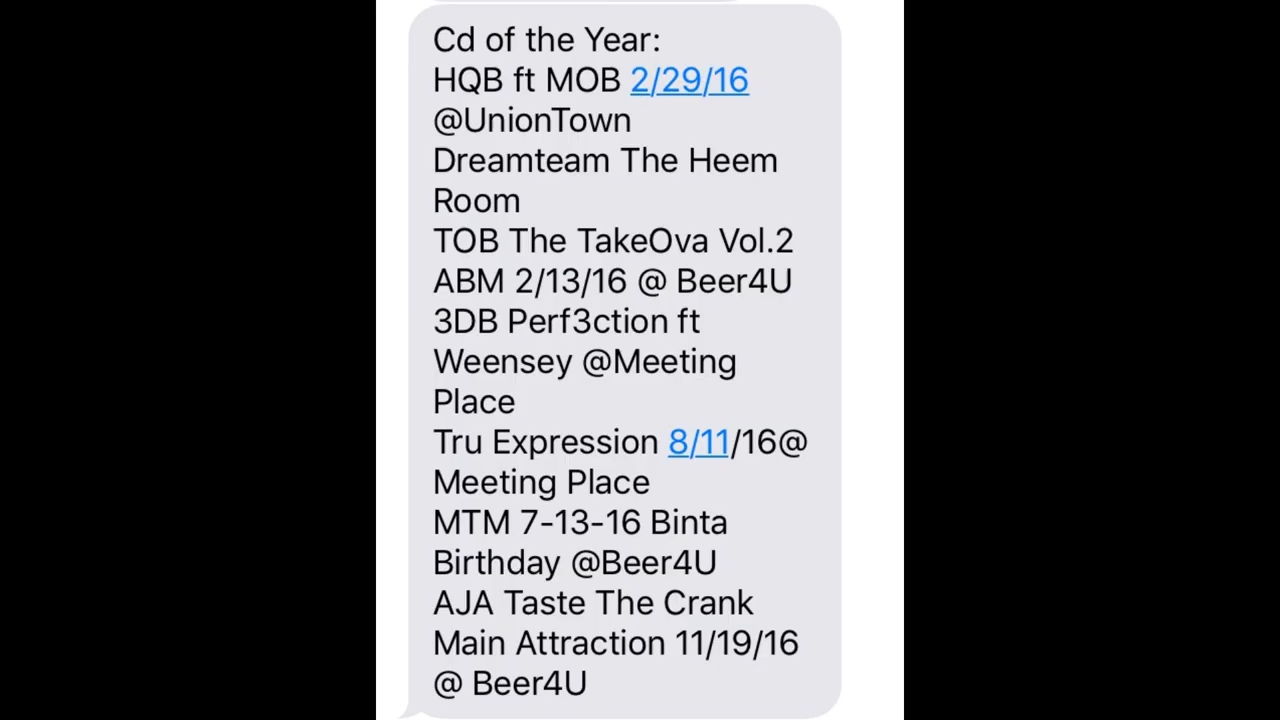 Cd of the Year:
HQB ft MOB 2/29/16
@UnionTown
Dreamteam The Heem
Room
TOB The TakeOva Vol.2
ABM 2/13/16 @ Beer4U
3DB Perf3ction ft
Weensey @Meeting
Place
Tru Expression 8/11/16@
Meeting Place
MTM 7-13-16 Binta
Birthday @Beer4U
AJA Taste The Crank
Main Attraction 11/19/16
@ Beer4U